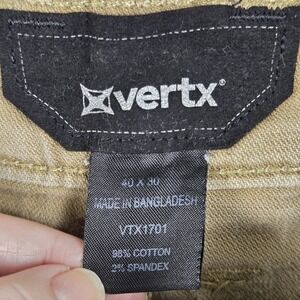 vertx®
40 X 30
MADE IN BANGLADESH
VTX1701
98% COTTON
2% SPANDEX